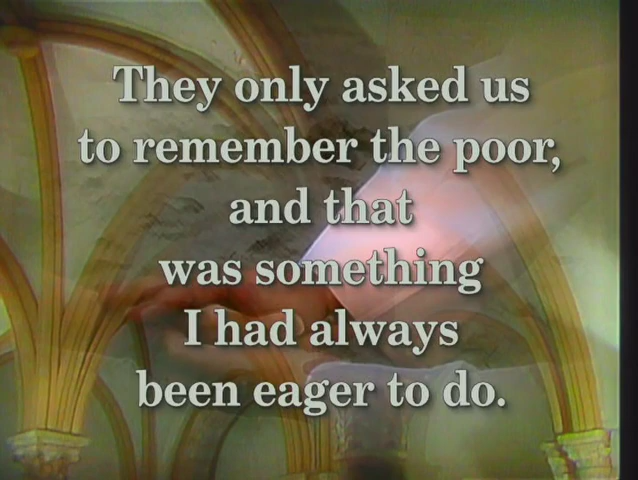 They only asked us
to remember the poor,
and that
was something
I had always
been eager to do.